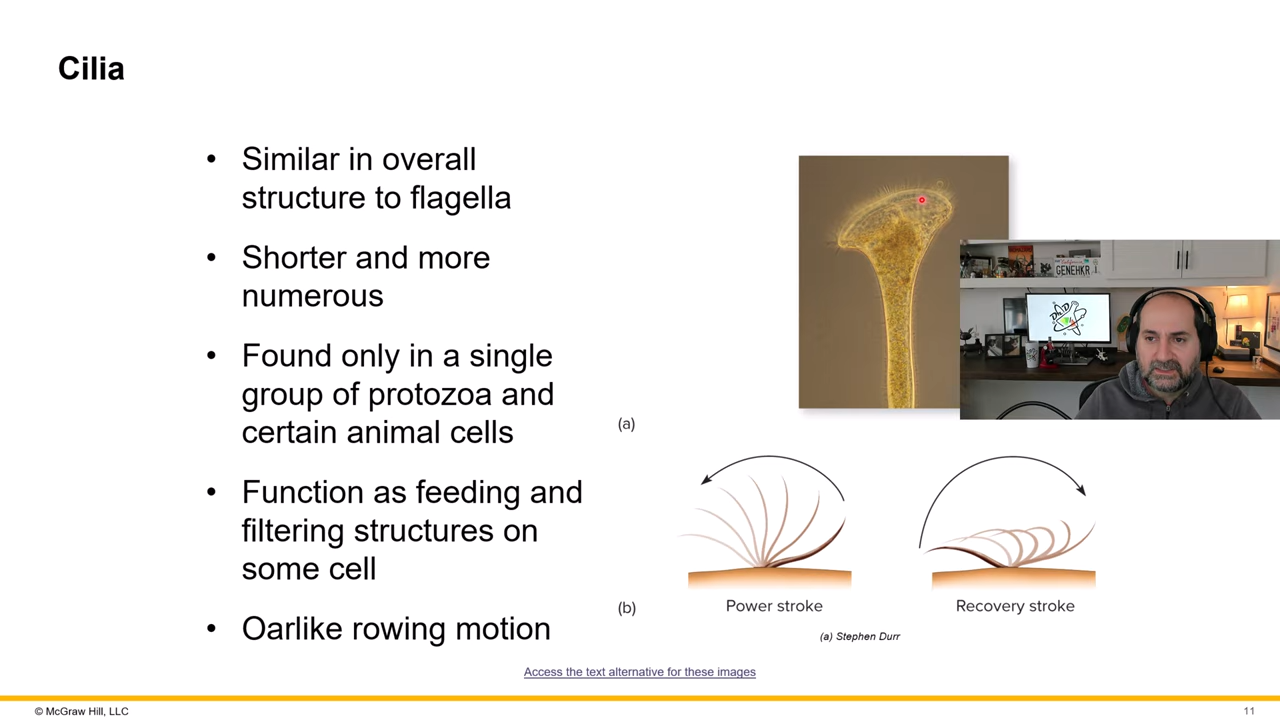 Cilia
• Similar in overall
structure to flagella
• Shorter and more
numerous
• Found only in a single
group of protozoa and
certain animal cells
• Function as feeding and
filtering structures on
some cell
• Oarlike rowing motion
California
GENEHKR
(a)
(b)
Power stroke
Recovery stroke
(a) Stephen Durr
Access the text alternative for these images
© McGraw Hill, LLC
11